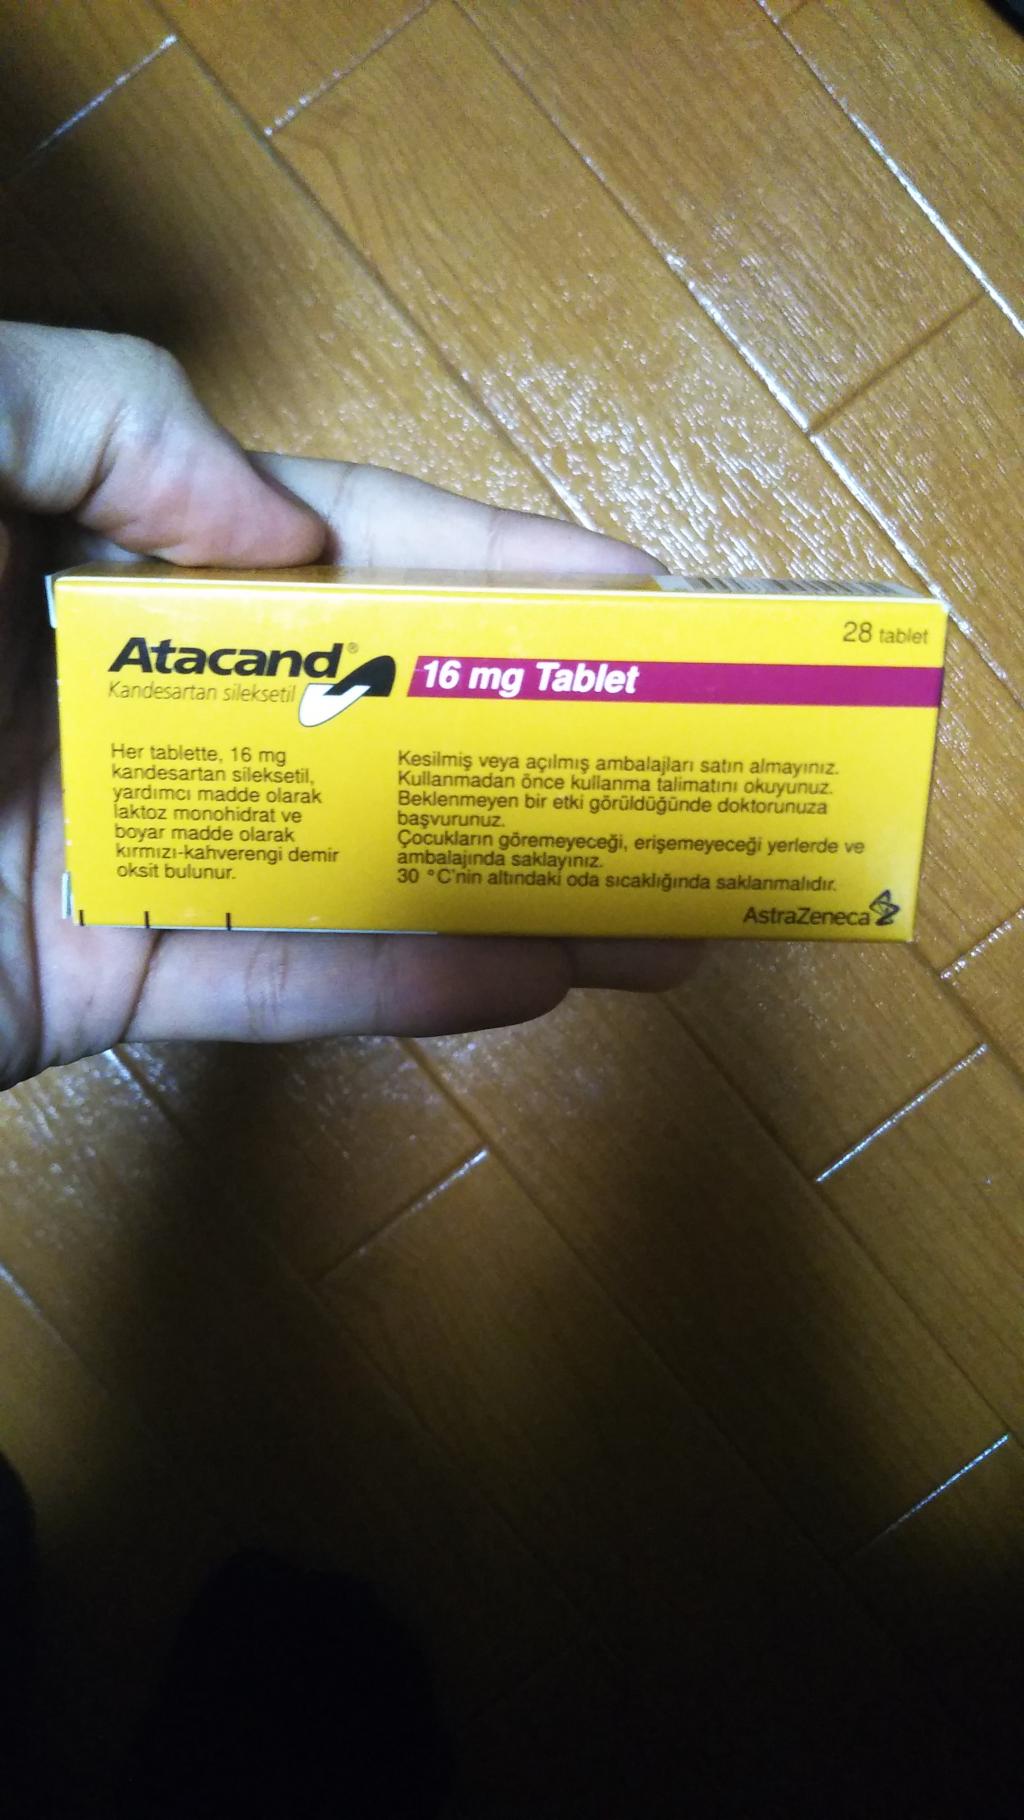 Atacand®
Kandesartan sileksetil
16 mg Tablet
28 tablet
Her tablette, 16 mg
kandesartan sileksetil,
yardımcı madde olarak
laktoz monohidrat ve
boyar madde olarak
kırmızı-kahverengi demir
oksit bulunur.
Kesilmiş veya açılmış ambalajları satın almayınız.
Kullanmadan önce kullanma talimatını okuyunuz.
Beklenmeyen bir etki görüldüğünde doktorunuza
başvurunuz.
Çocukların göremeyeceği, erişemeyeceği yerlerde ve
ambalajında saklayınız.
30 °C'nin altındaki oda sıcaklığında saklanmalıdır.
AstraZeneca